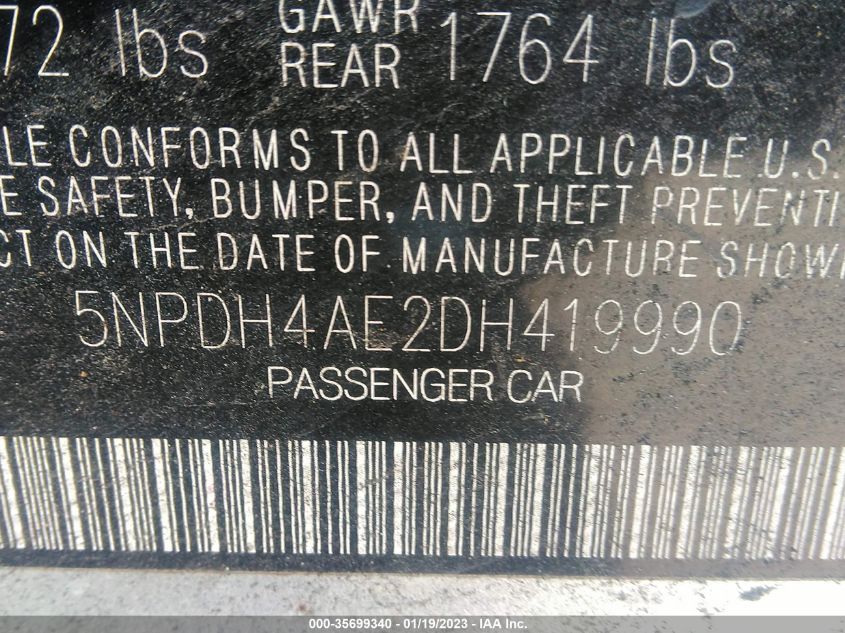 72 lbs GAWR REAR 1764 lbs
LE CONFORMS TO ALL APPLICABLE U.S.
E SAFETY, BUMPER, AND THEFT PREVENTI
CT ON THE DATE OF MANUFACTURE SHOW
5NPDH4AE2DH419990
PASSENGER CAR
000-35699340 - 01/19/2023 - © IAA Inc.